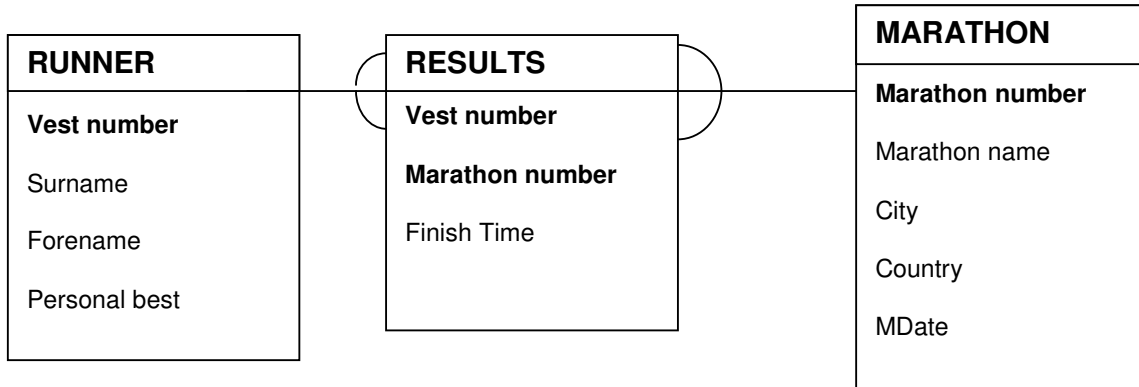 RUNNER
Vest number
Surname
Forename
Personal best
RESULTS
Vest number
Marathon number
Finish Time
MARATHON
Marathon number
Marathon name
City
Country
MDate